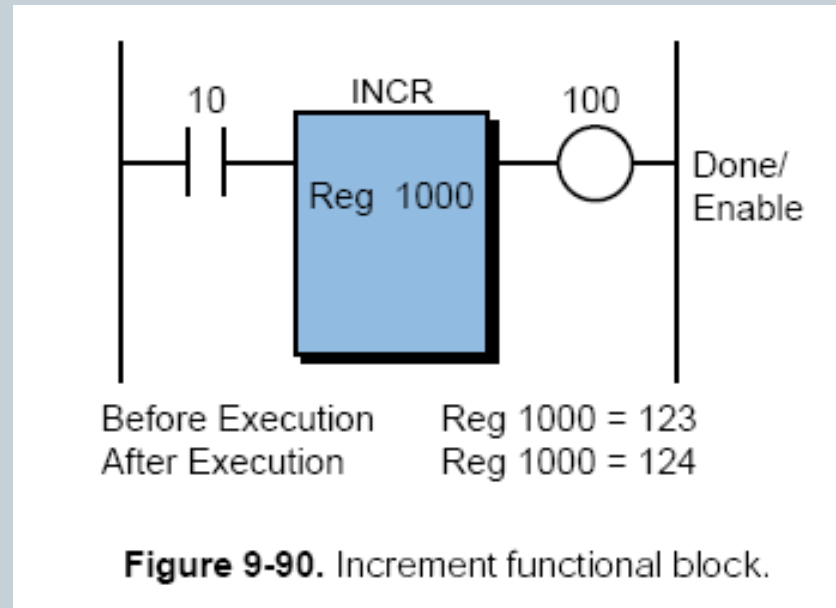 10
INCR
100
Reg 1000
Done/
Enable
Before Execution Reg 1000 = 123
After Execution Reg 1000 = 124
Figure 9-90. Increment functional block.